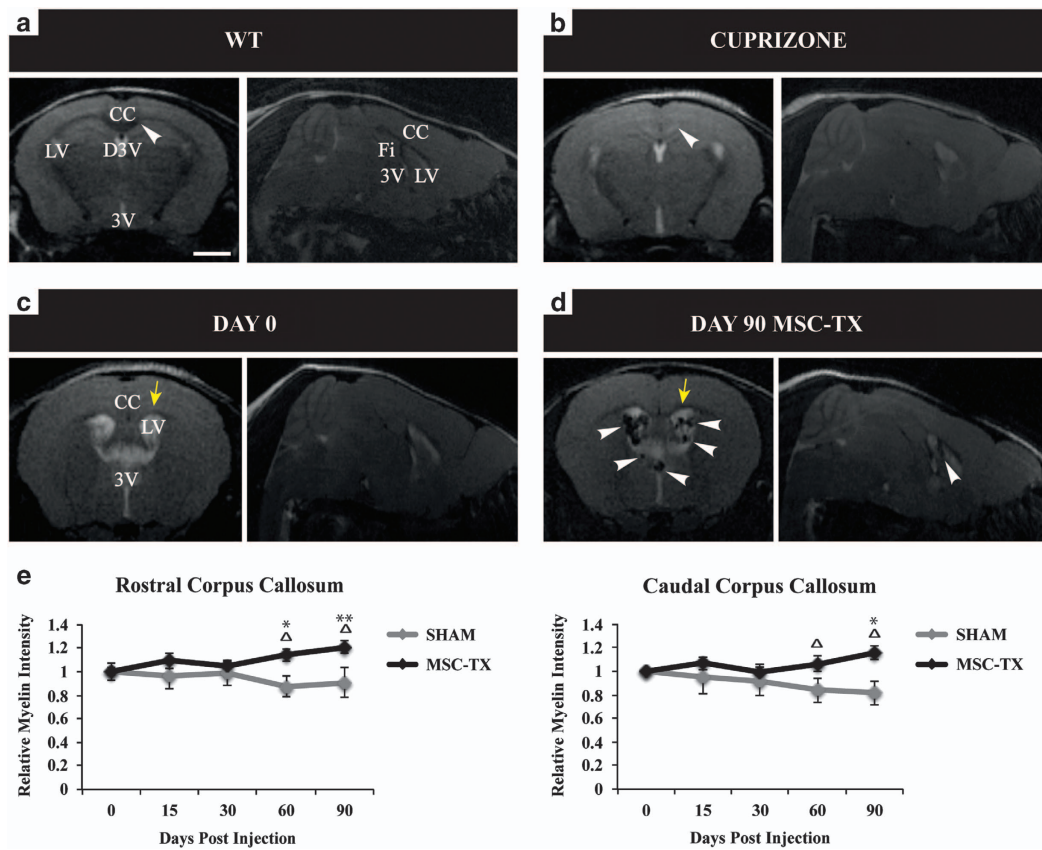 a
WT
CC
LV
D3V
3V
CC
Fi
3V LV
b
CUPRIZONE
c
DAY 0
CC
LV
3V
d
DAY 90 MSC-TX
e
Rostral Corpus Callosum
Relative Myelin Intensity
1.4
1.2
1
0.8
0.6
0.4
0.2
0
*
△
**
△
SHAM
MSC-TX
0 15 30 60 90
Days Post Injection
Caudal Corpus Callosum
Relative Myelin Intensity
1.4
1.2
1
0.8
0.6
0.4
0.2
0
△
*
△
SHAM
MSC-TX
0 15 30 60 90
Days Post Injection